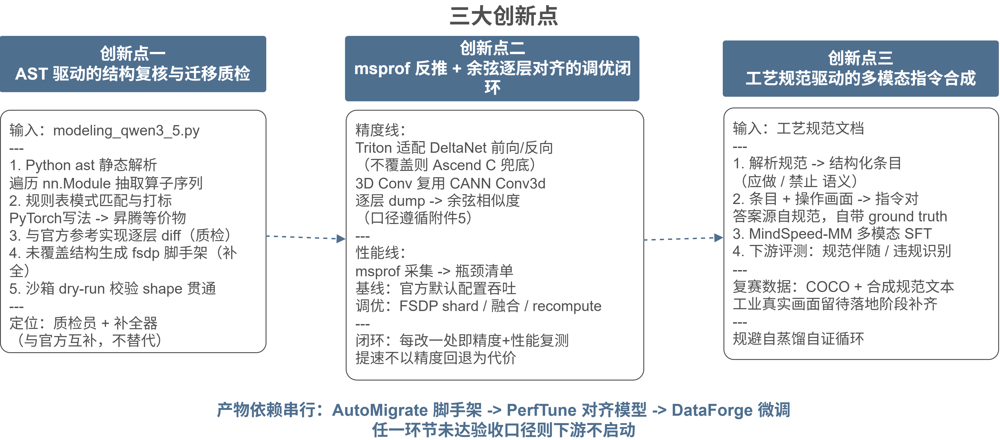 三大创新点
创新点一
AST 驱动的结构复核与迁移质检
输入：modeling_qwen3_5.py
---
1. Python ast 静态解析
遍历 nn.Module 抽取算子序列
2. 规则表模式匹配与打标
PyTorch写法 -> 昇腾等价物
3. 与官方参考实现逐层 diff（质检）
4. 未覆盖结构生成 fsdp 脚手架（补
全）
5. 沙箱 dry-run 校验 shape 贯通
---
定位：质检员 + 补全器
（与官方互补，不替代）
创新点二
msprof 反推 + 余弦逐层对齐的调优闭
环
精度线：
Triton 适配 DeltaNet 前向/反向
（不覆盖则 Ascend C 兜底）
3D Conv 复用 CANN Conv3d
逐层 dump -> 余弦相似度
（口径遵循附件5）
---
性能线：
msprof 采集 -> 瓶颈清单
基线：官方默认配置吞吐
调优：FSDP shard / 融合 / recompute
---
闭环：每改一处即精度+性能复测
提速不以精度回退为代价
创新点三
工艺规范驱动的多模态指令合成
输入：工艺规范文档
---
1. 解析规范 -> 结构化条目
（应做 / 禁止 语义）
2. 条目 + 操作画面 -> 指令对
答案源自规范，自带 ground truth
3. MindSpeed-MM 多模态 SFT
4. 下游评测：规范伴随 / 违规识别
---
复赛数据：COCO + 合成规范文本
工业真实画面留待落地阶段补齐
---
规避自蒸馏自证循环
产物依赖串行：AutoMigrate 脚手架 -> PerfTune 对齐模型 -> DataForge 微调
任一环节未达验收口径则下游不启动